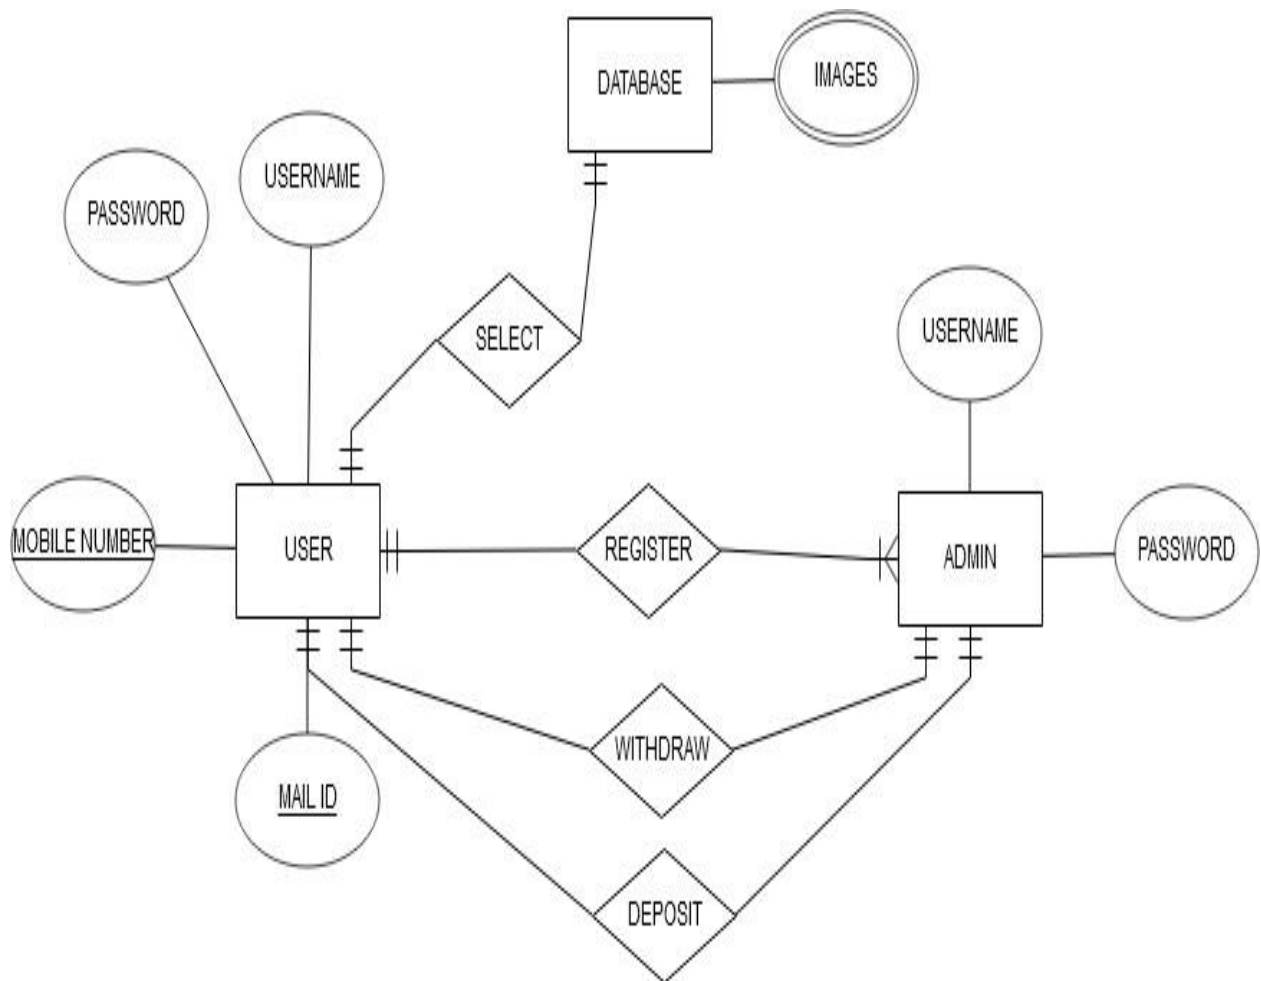 DATABASE
IMAGES
USERNAME
PASSWORD
SELECT
USERNAME
MOBILE NUMBER
USER
REGISTER
ADMIN
PASSWORD
WITHDRAW
MAIL ID
DEPOSIT